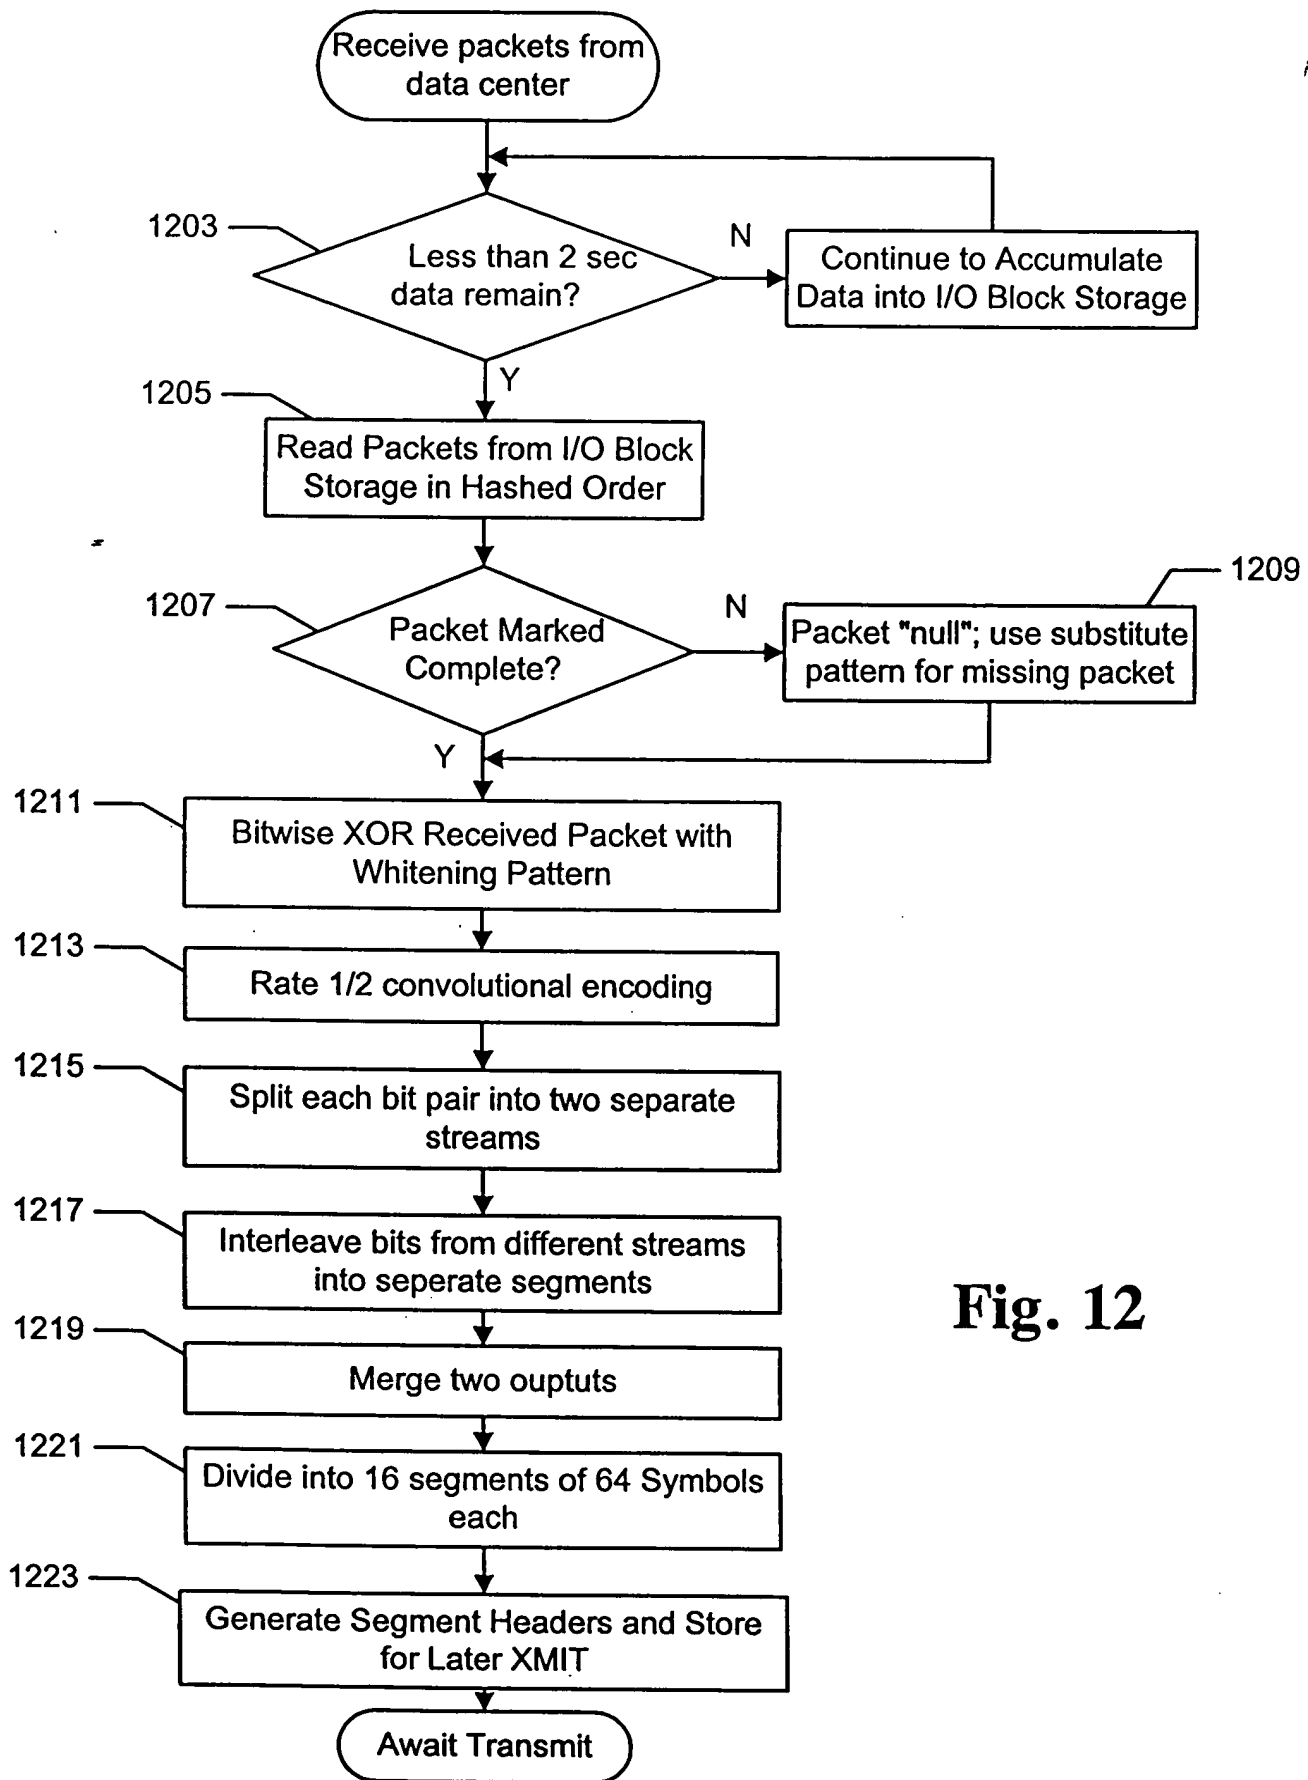 Receive packets from
data center
1203
Less than 2 sec
data remain?
N
Continue to Accumulate
Data into I/O Block Storage
Y
1205
Read Packets from I/O Block
Storage in Hashed Order
1207
Packet Marked
Complete?
N
1209
Packet "null"; use substitute
pattern for missing packet
Y
1211
Bitwise XOR Received Packet with
Whitening Pattern
1213
Rate 1/2 convolutional encoding
1215
Split each bit pair into two separate
streams
1217
Interleave bits from different streams
into seperate segments
Fig. 12
1219
Merge two ouptuts
1221
Divide into 16 segments of 64 Symbols
each
1223
Generate Segment Headers and Store
for Later XMIT
Await Transmit